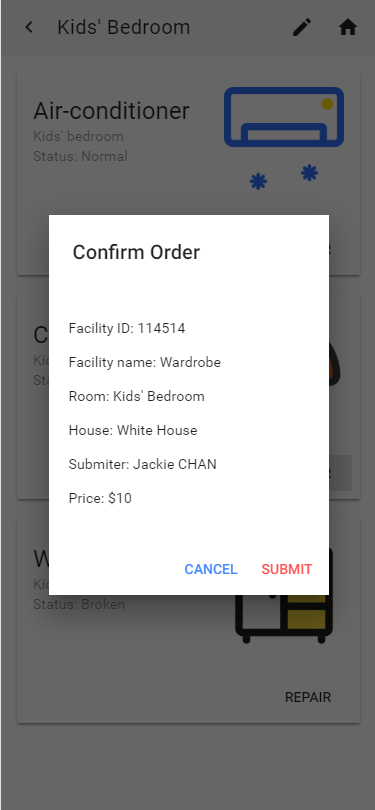 Kids' Bedroom
Air-conditioner
Kids' bedroom
Status: Normal
Confirm Order
Facility ID: 114514
Facility name: Wardrobe
Room: Kids' Bedroom
House: White House
Submiter: Jackie CHAN
Price: $10
CANCEL SUBMIT
Status: Broken
REPAIR